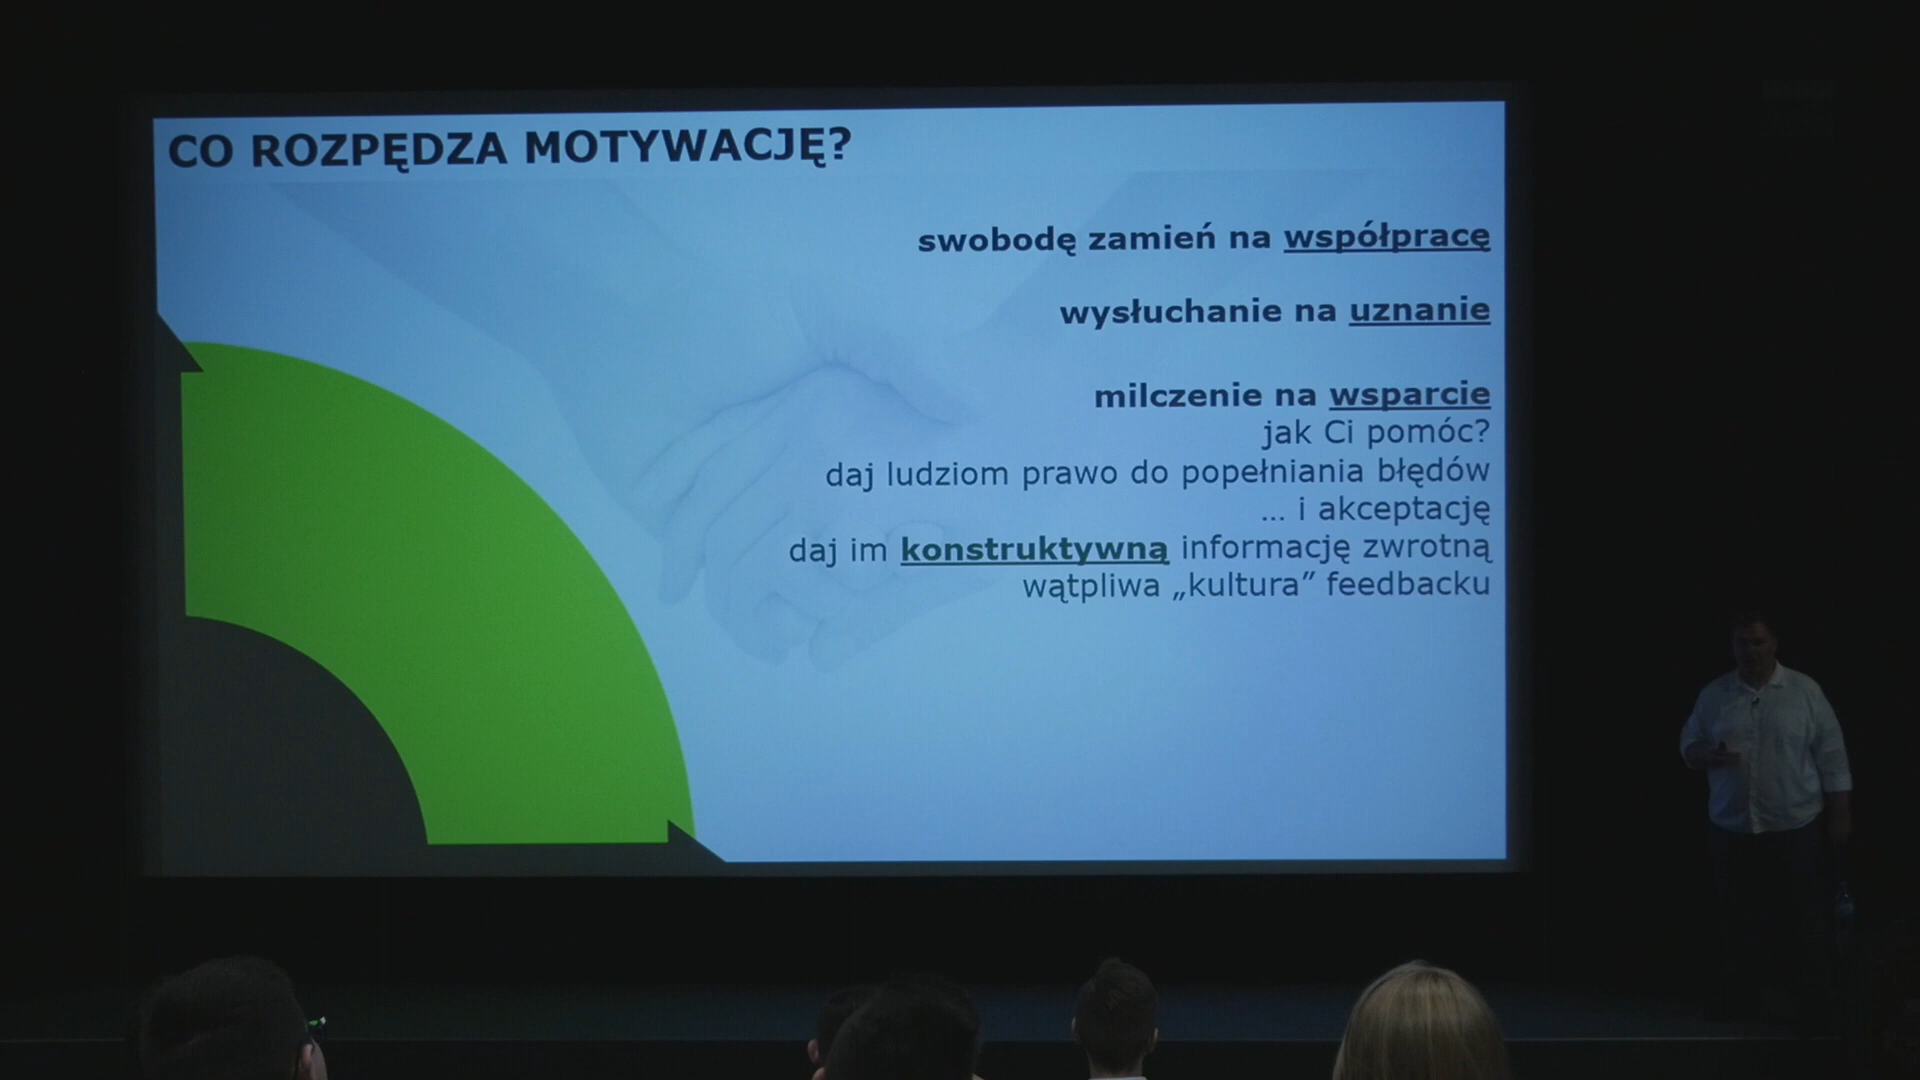 CO ROZPĘDZA MOTYWACJĘ?
swobodę zamień na współpracę
wysłuchanie na uznanie
milczenie na wsparcie
jak Ci pomóc?
daj ludziom prawo do popełniania błędów
... i akceptację
daj im konstruktywną informację zwrotną
wątpliwa „kultura” feedbacku